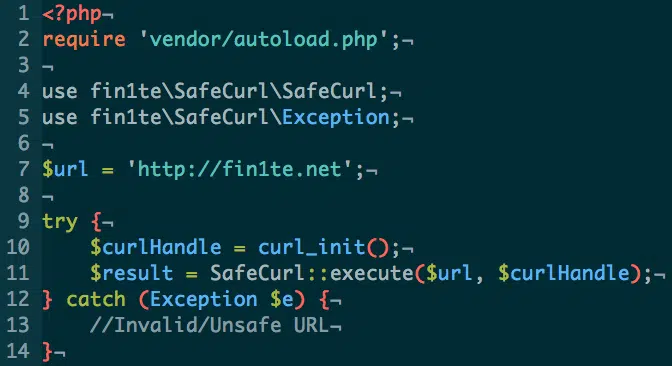 1 <?php¬
2 require 'vendor/autoload.php';¬
3 ¬
4 use fin1te\SafeCurl\SafeCurl;¬
5 use fin1te\SafeCurl\Exception;¬
6 ¬
7 $url = 'http://fin1te.net';¬
8 ¬
9 try {¬
10     $curlHandle = curl_init();¬
11     $result = SafeCurl::execute($url, $curlHandle);¬
12 } catch (Exception $e) {¬
13     //Invalid/Unsafe URL¬
14 }¬